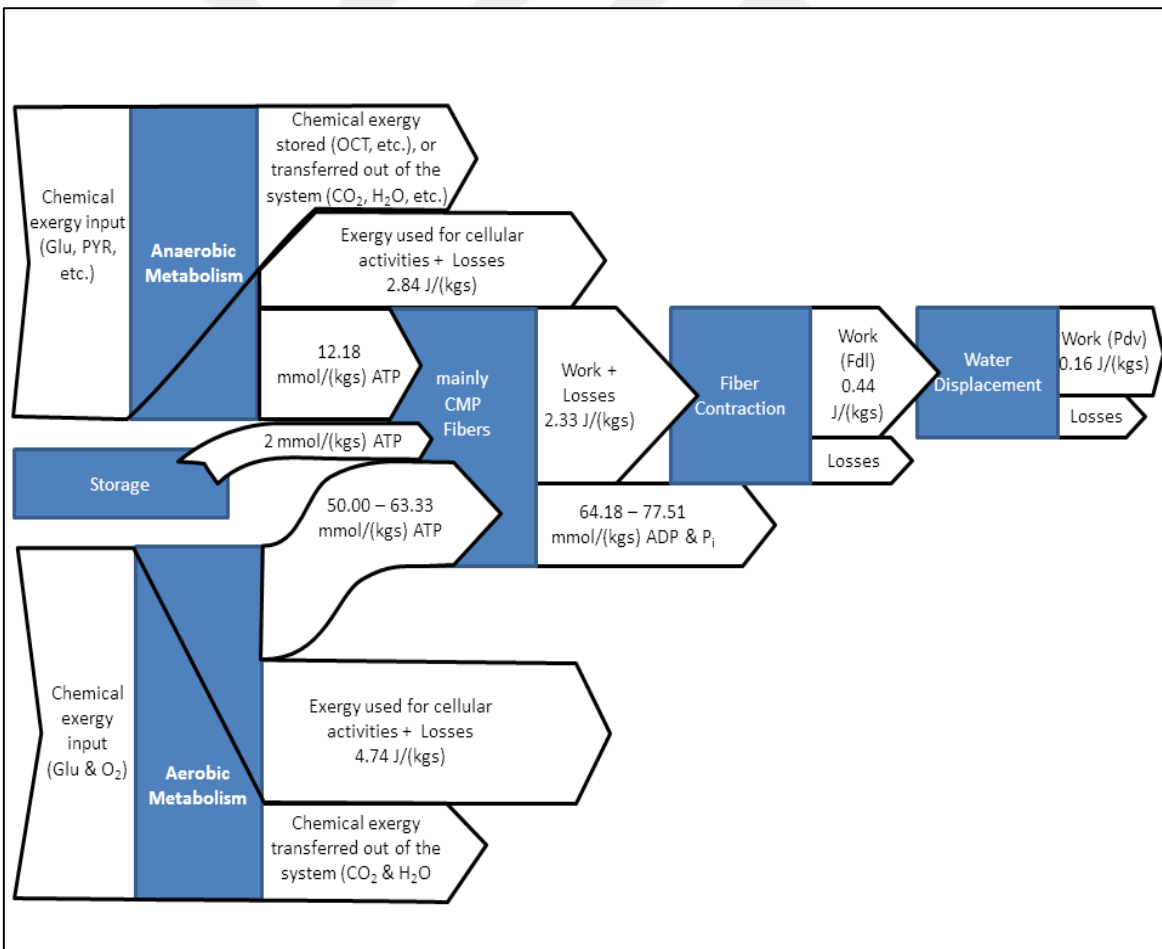 Chemical
exergy input
(Glu, PYR,
etc.)
Anaerobic
Metabolism
Chemical exergy
stored (OCT, etc.), or
transferred out of the
system (CO₂, H₂O, etc.)
Exergy used for cellular
activities + Losses
2.84 J/(kgs)
12.18
mmol/(kgs) ATP
2 mmol/(kgs) ATP
Storage
50.00 – 63.33
mmol/(kgs) ATP
mainly
CMP
Fibers
Work +
Losses
2.33 J/(kgs)
64.18 – 77.51
mmol/(kgs) ADP & Pᵢ
Fiber
Contraction
Work
(Fdl)
0.44
J/(kgs)
Losses
Water
Displacement
Work (Pdv)
0.16 J/(kgs)
Losses
Chemical
exergy
input
(Glu & O₂)
Aerobic
Metabolism
Exergy used for cellular
activities + Losses
4.74 J/(kgs)
Chemical exergy
transferred out of the
system (CO₂ & H₂O